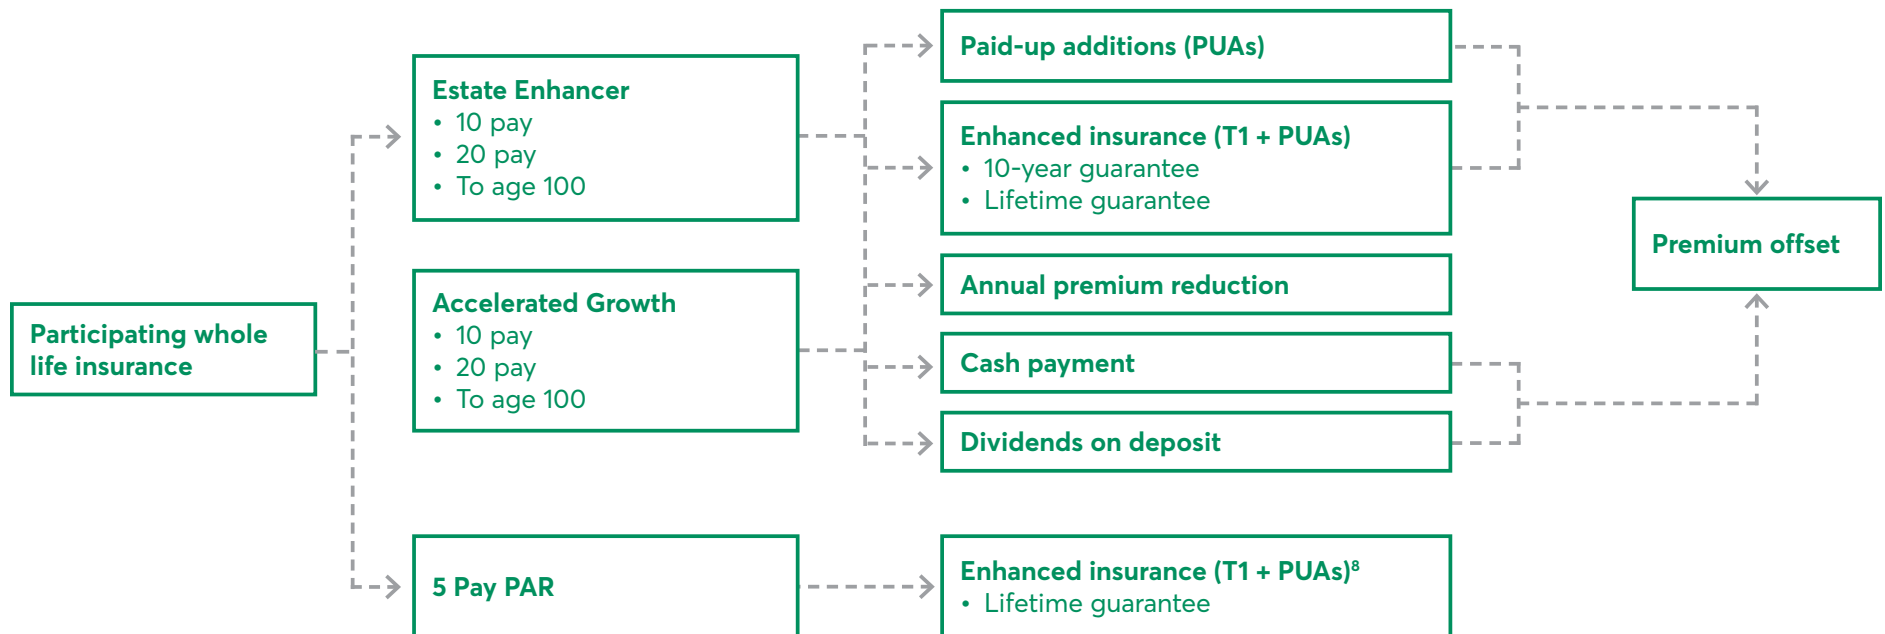 Participating whole
life insurance
Estate Enhancer
• 10 pay
• 20 pay
• To age 100
Accelerated Growth
• 10 pay
• 20 pay
• To age 100
5 Pay PAR
Paid-up additions (PUAs)
Enhanced insurance (T1 + PUAs)
• 10-year guarantee
• Lifetime guarantee
Annual premium reduction
Cash payment
Dividends on deposit
Enhanced insurance (T1 + PUAs)⁸
• Lifetime guarantee
Premium offset